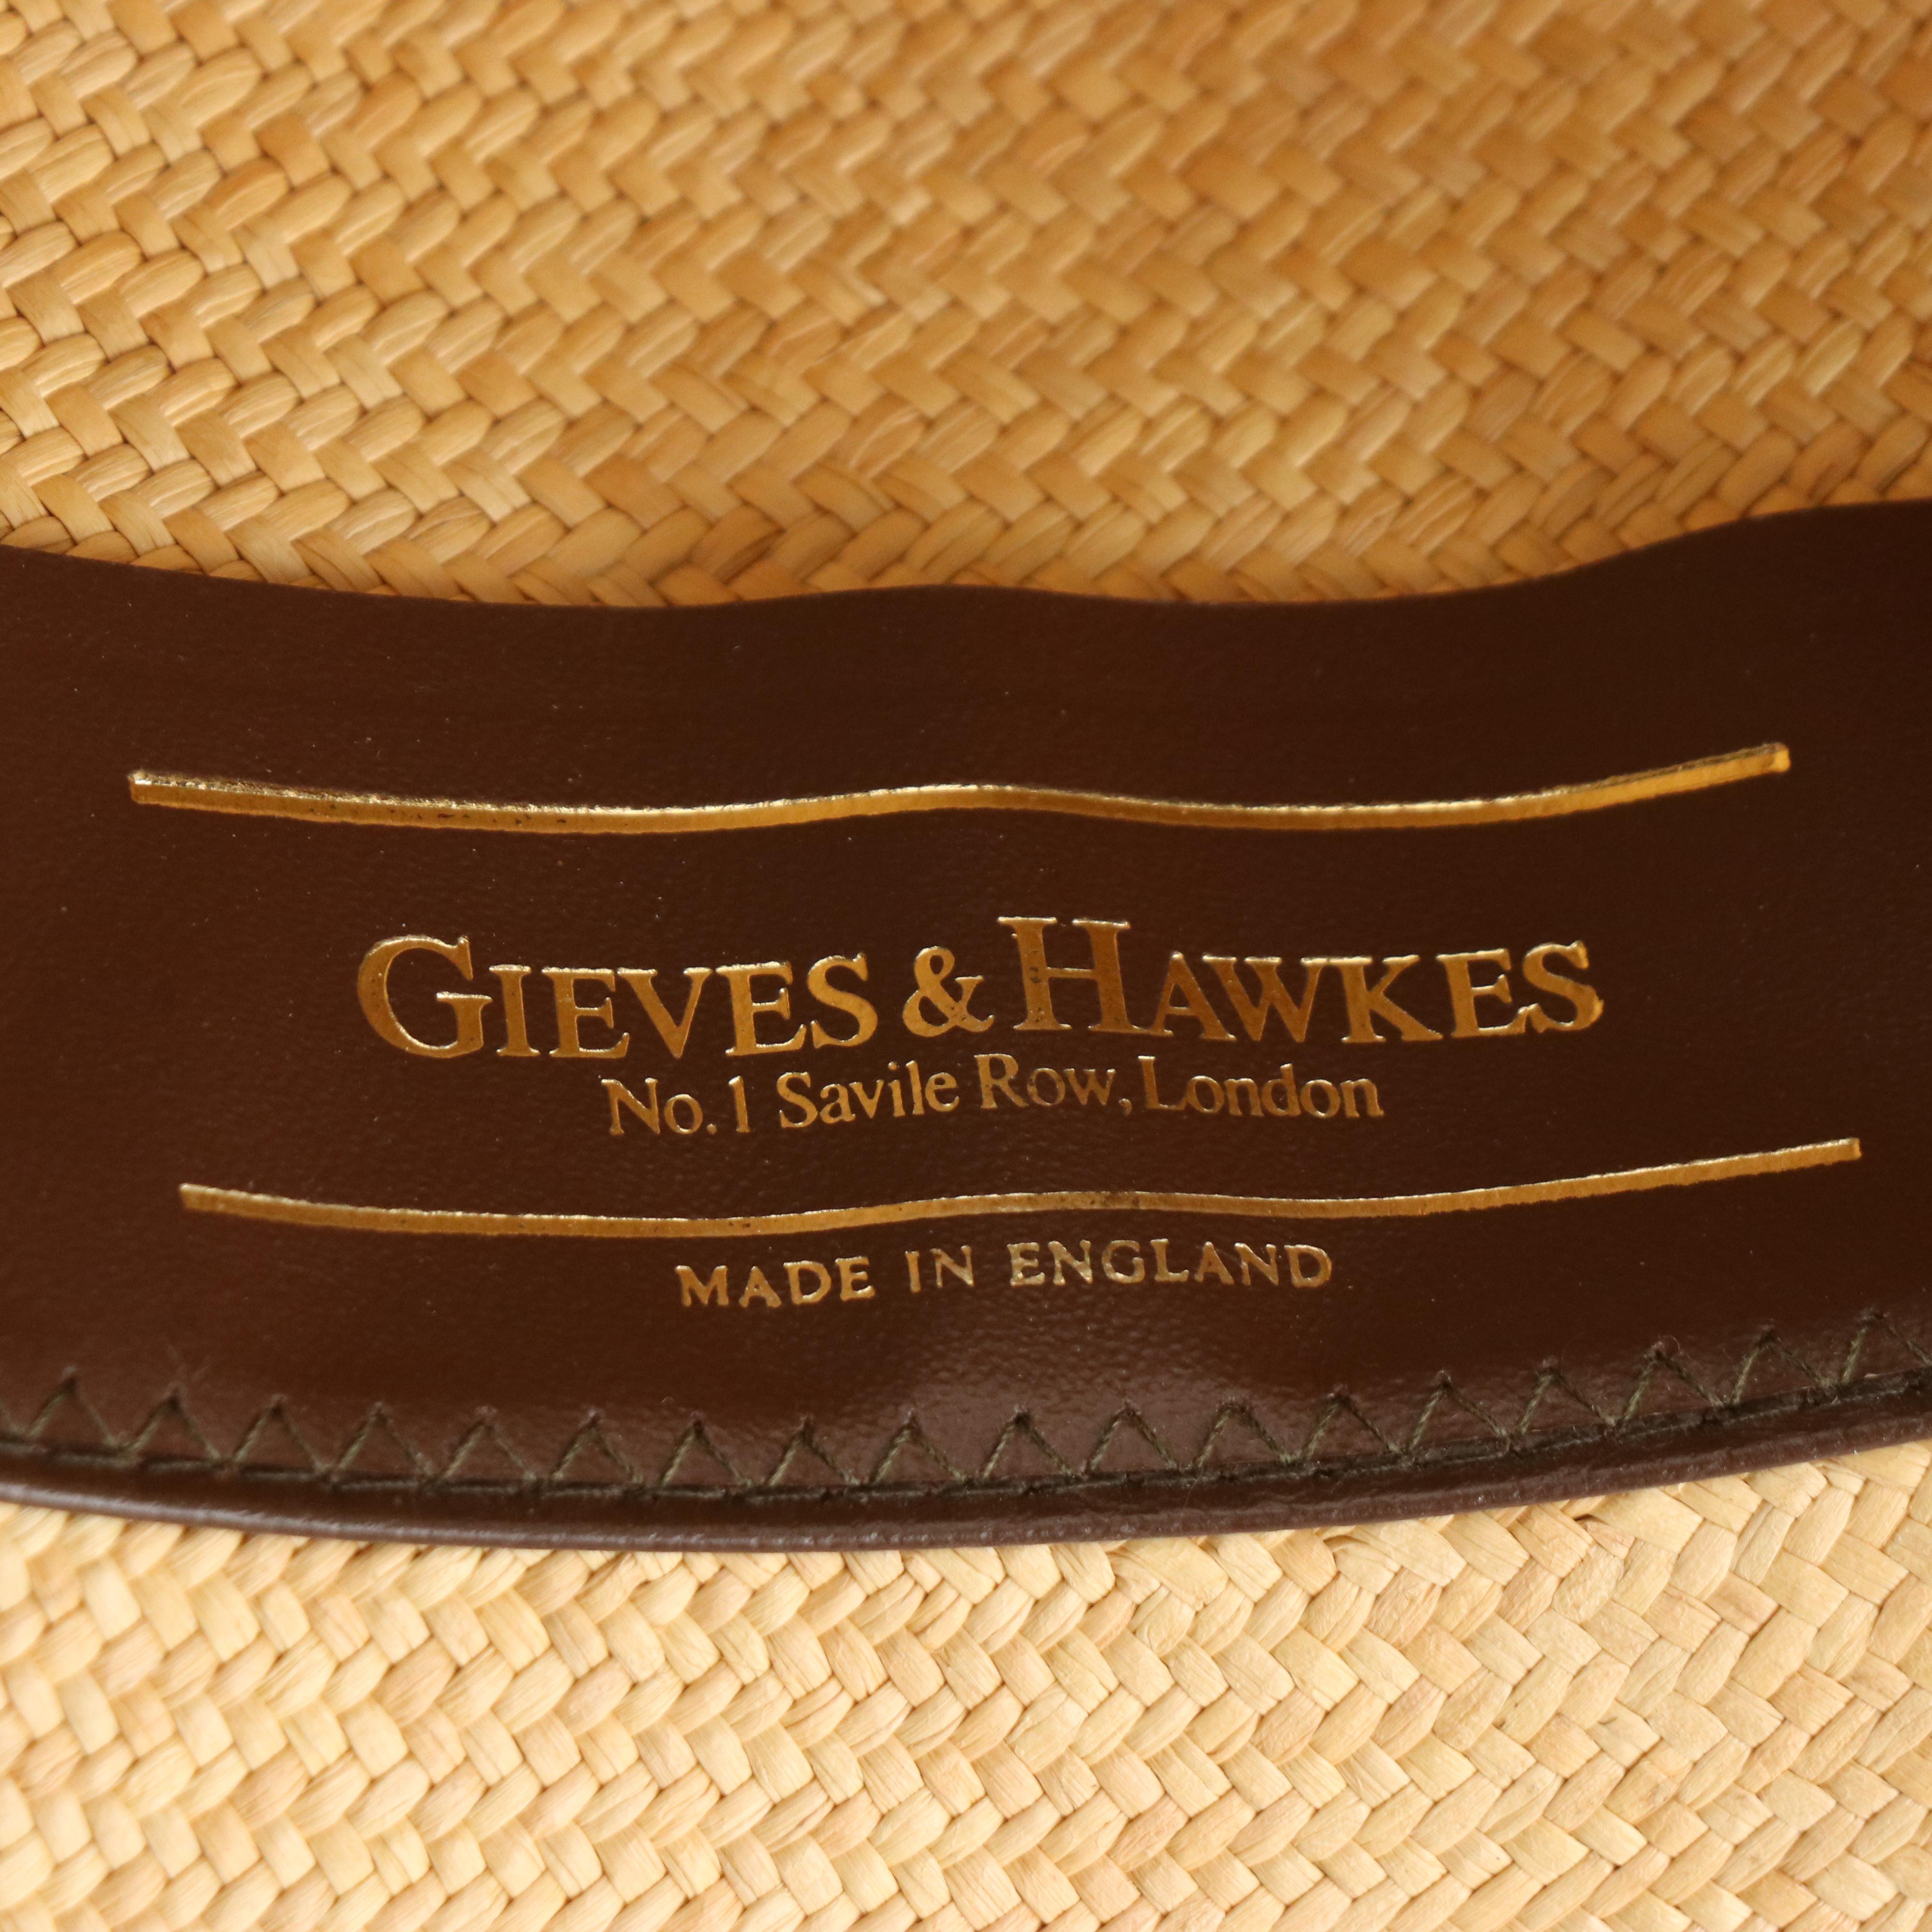 GIEVES & HAWKES
No. 1 Savile Row, London
MADE IN ENGLAND